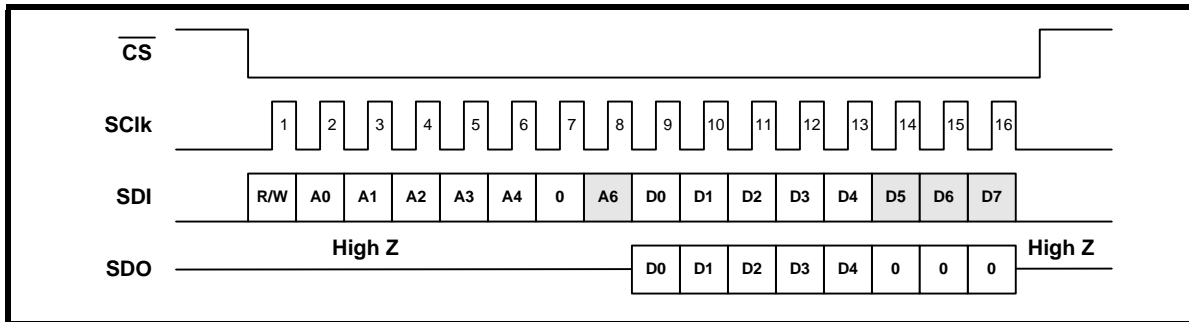 CS
SClk 1 2 3 4 5 6 7 8 9 10 11 12 13 14 15 16
SDI R/W A0 A1 A2 A3 A4 0 A6 D0 D1 D2 D3 D4 D5 D6 D7
High Z High Z
SDO D0 D1 D2 D3 D4 0 0 0